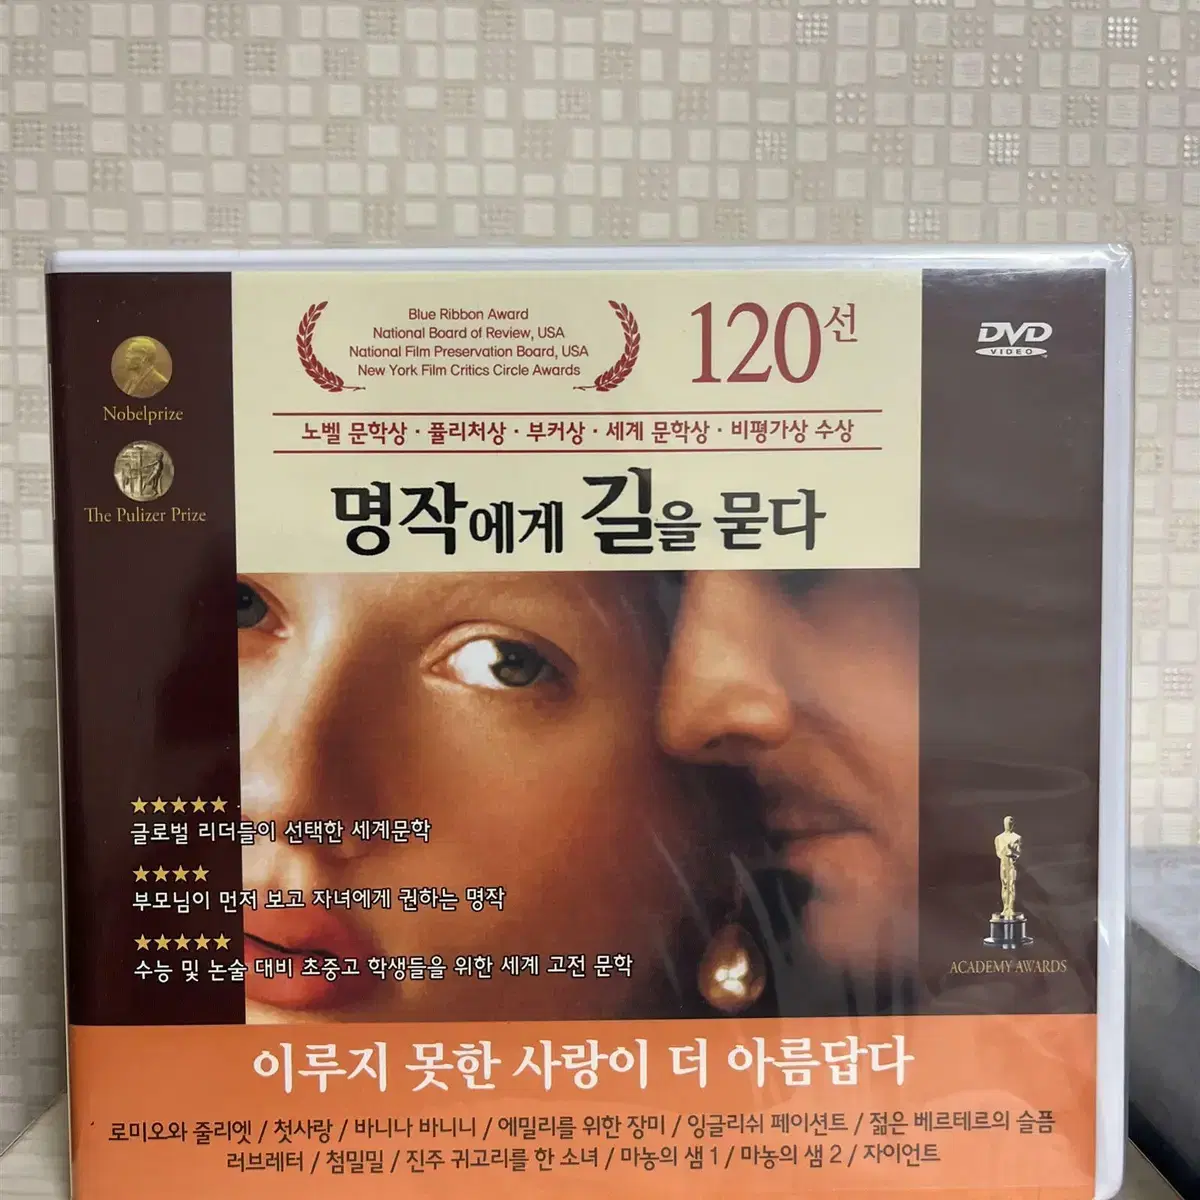 Blue Ribbon Award
National Board of Review, USA
National Film Preservation Board, USA
New York Film Critics Circle Awards
120선
DVD
VIDEO
Nobelprize
The Pulizer Prize
노벨 문학상 · 퓰리처상 · 부커상 · 세계 문학상 · 비평가상 수상
명작에게 길을 묻다
★★★★★
글로벌 리더들이 선택한 세계문학
★★★★
부모님이 먼저 보고 자녀에게 권하는 명작
★★★★★
수능 및 논술 대비 초중고 학생들을 위한 세계 고전 문학
ACADEMY AWARDS
이루지 못한 사랑이 더 아름답다
로미오와 줄리엣 / 첫사랑 / 바니나 바니니 / 에밀리를 위한 장미 / 잉글리쉬 페이션트 / 젊은 베르테르의 슬픔
러브레터 / 첨밀밀 / 진주 귀고리를 한 소녀 / 마농의 샘 1 / 마농의 샘 2 / 자이언트